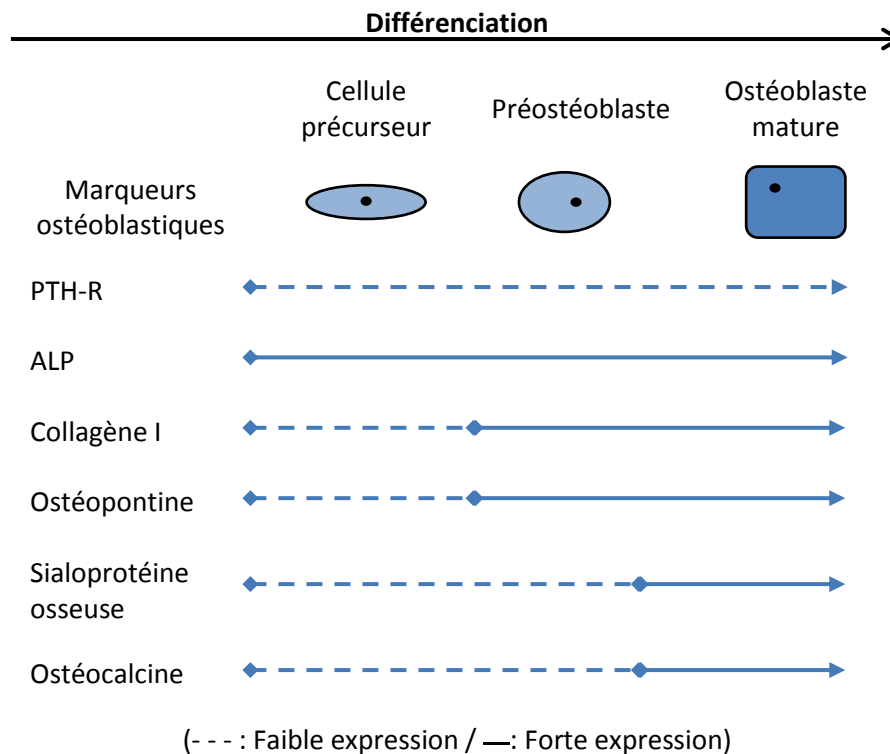 Différenciation
Cellule
précurseur
Préostéoblaste
Ostéoblaste
mature
Marqueurs
ostéoblastiques
PTH-R
ALP
Collagène I
Ostéopontine
Sialoprotéine
osseuse
Ostéocalcine
(- - - : Faible expression / —: Forte expression)